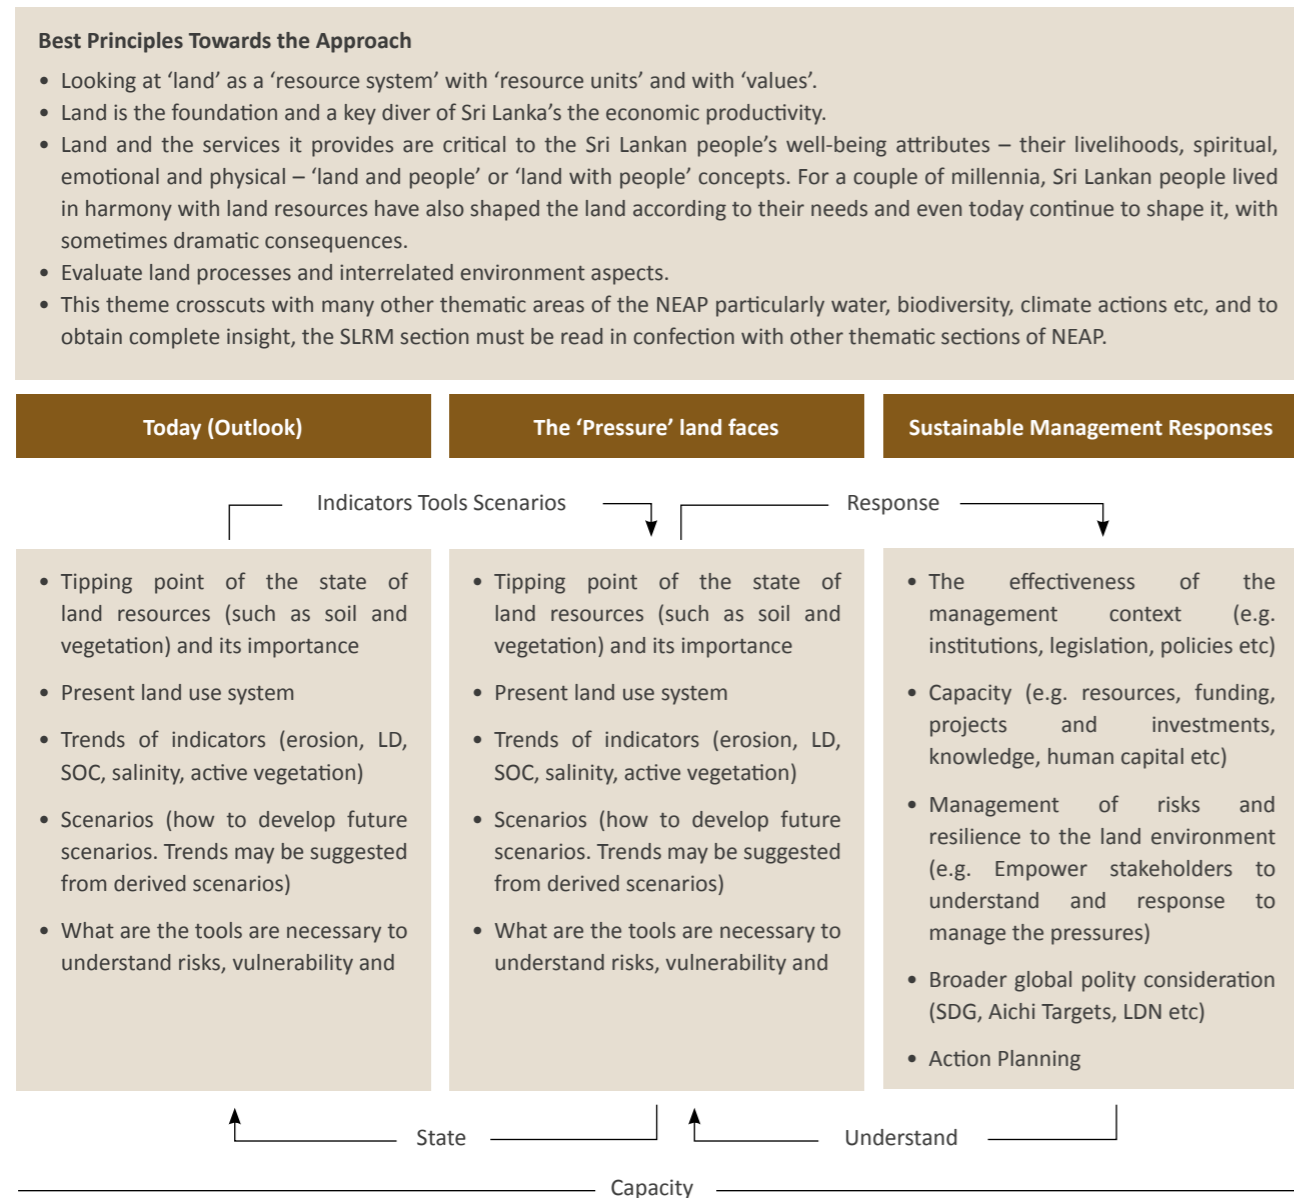 Best Principles Towards the Approach
• Looking at ‘land’ as a ‘resource system’ with ‘resource units’ and with ‘values’.
• Land is the foundation and a key diver of Sri Lanka’s the economic productivity.
• Land and the services it provides are critical to the Sri Lankan people’s well-being attributes – their livelihoods, spiritual,
emotional and physical – ‘land and people’ or ‘land with people’ concepts. For a couple of millennia, Sri Lankan people lived
in harmony with land resources have also shaped the land according to their needs and even today continue to shape it, with
sometimes dramatic consequences.
• Evaluate land processes and interrelated environment aspects.
• This theme crosscuts with many other thematic areas of the NEAP particularly water, biodiversity, climate actions etc, and to
obtain complete insight, the SLRM section must be read in confection with other thematic sections of NEAP.
Today (Outlook)
The ‘Pressure’ land faces
Sustainable Management Responses
Indicators Tools Scenarios
Response
• Tipping point of the state of
land resources (such as soil and
vegetation) and its importance
• Present land use system
• Trends of indicators (erosion, LD,
SOC, salinity, active vegetation)
• Scenarios (how to develop future
scenarios. Trends may be suggested
from derived scenarios)
• What are the tools are necessary to
understand risks, vulnerability and
• Tipping point of the state of
land resources (such as soil and
vegetation) and its importance
• Present land use system
• Trends of indicators (erosion, LD,
SOC, salinity, active vegetation)
• Scenarios (how to develop future
scenarios. Trends may be suggested
from derived scenarios)
• What are the tools are necessary to
understand risks, vulnerability and
• The effectiveness of the
management context (e.g.
institutions, legislation, policies etc)
• Capacity (e.g. resources, funding,
projects and investments,
knowledge, human capital etc)
• Management of risks and
resilience to the land environment
(e.g. Empower stakeholders to
understand and response to
manage the pressures)
• Broader global polity consideration
(SDG, Aichi Targets, LDN etc)
• Action Planning
State
Understand
Capacity